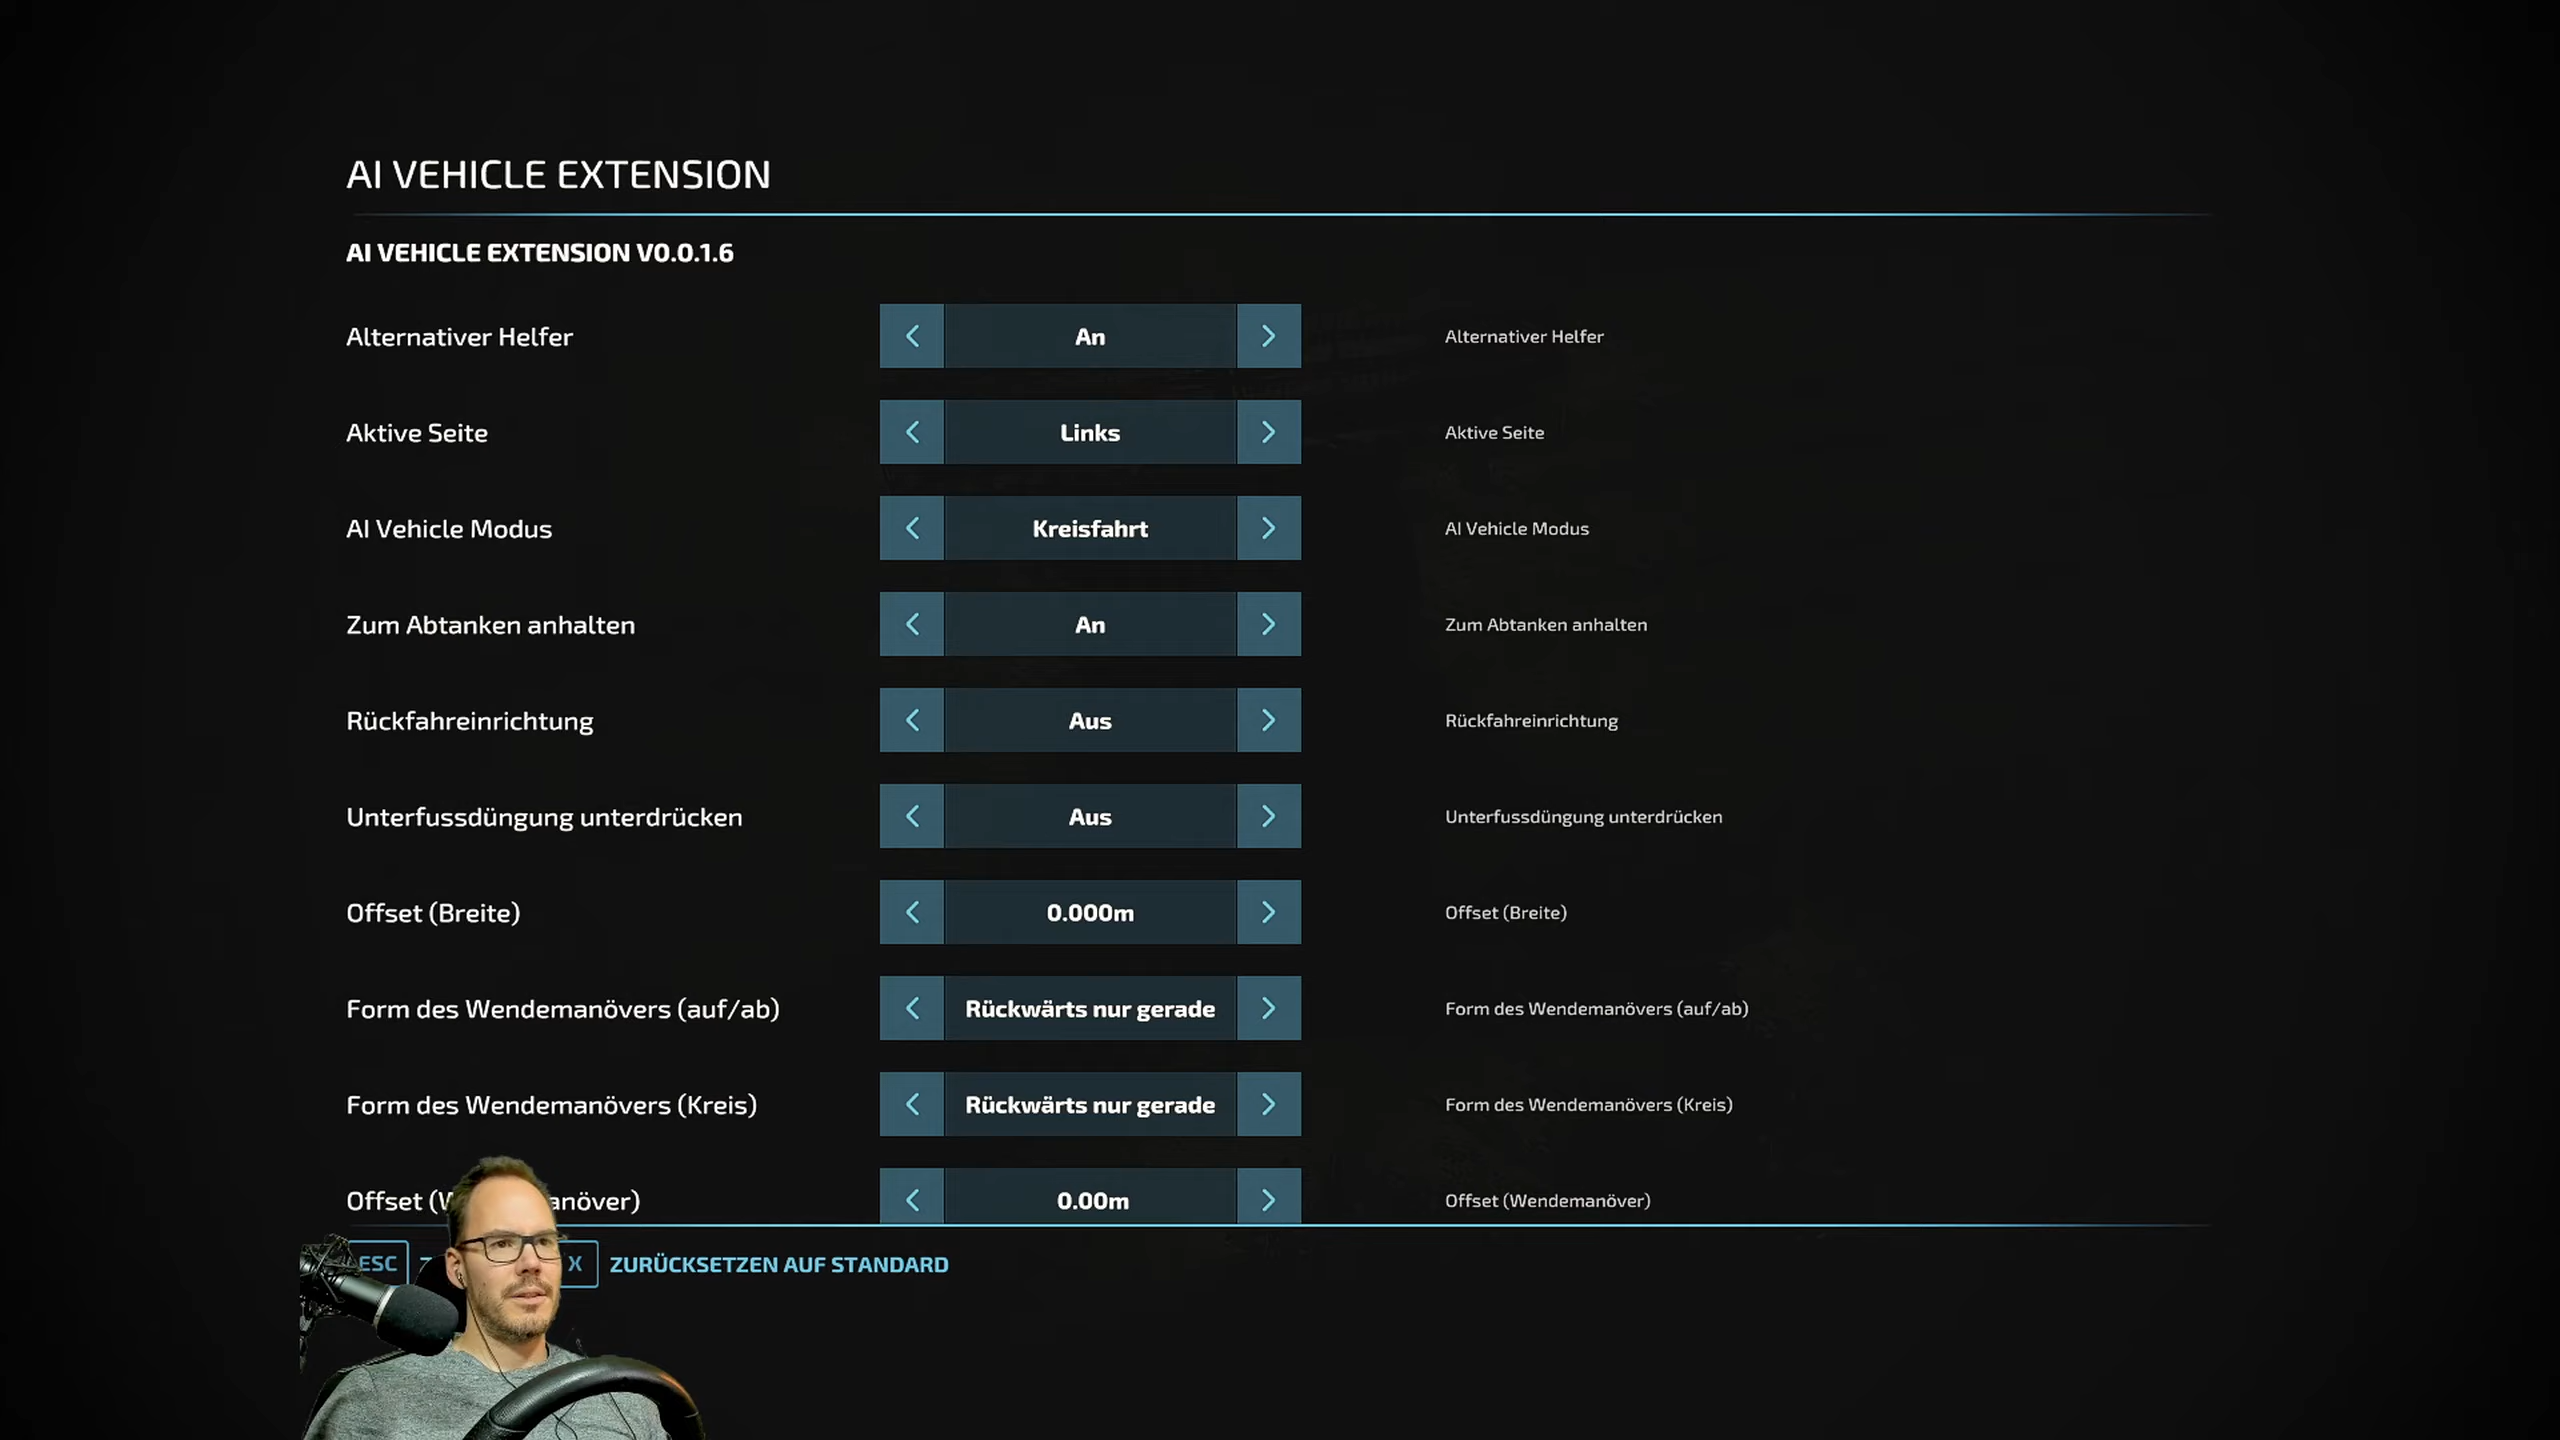 AI VEHICLE EXTENSION
AI VEHICLE EXTENSION V0.0.1.6
Alternativer Helfer An Alternativer Helfer
Aktive Seite Links Aktive Seite
AI Vehicle Modus Kreisfahrt AI Vehicle Modus
Zum Abtanken anhalten An Zum Abtanken anhalten
Rückfahreinrichtung Aus Rückfahreinrichtung
Unterfussdüngung unterdrücken Aus Unterfussdüngung unterdrücken
Offset (Breite) 0.000m Offset (Breite)
Form des Wendemanövers (auf/ab) Rückwärts nur gerade Form des Wendemanövers (auf/ab)
Form des Wendemanövers (Kreis) Rückwärts nur gerade Form des Wendemanövers (Kreis)
Offset 0.00m Offset (Wendemanöver)
ESC X ZURÜCKSETZEN AUF STANDARD